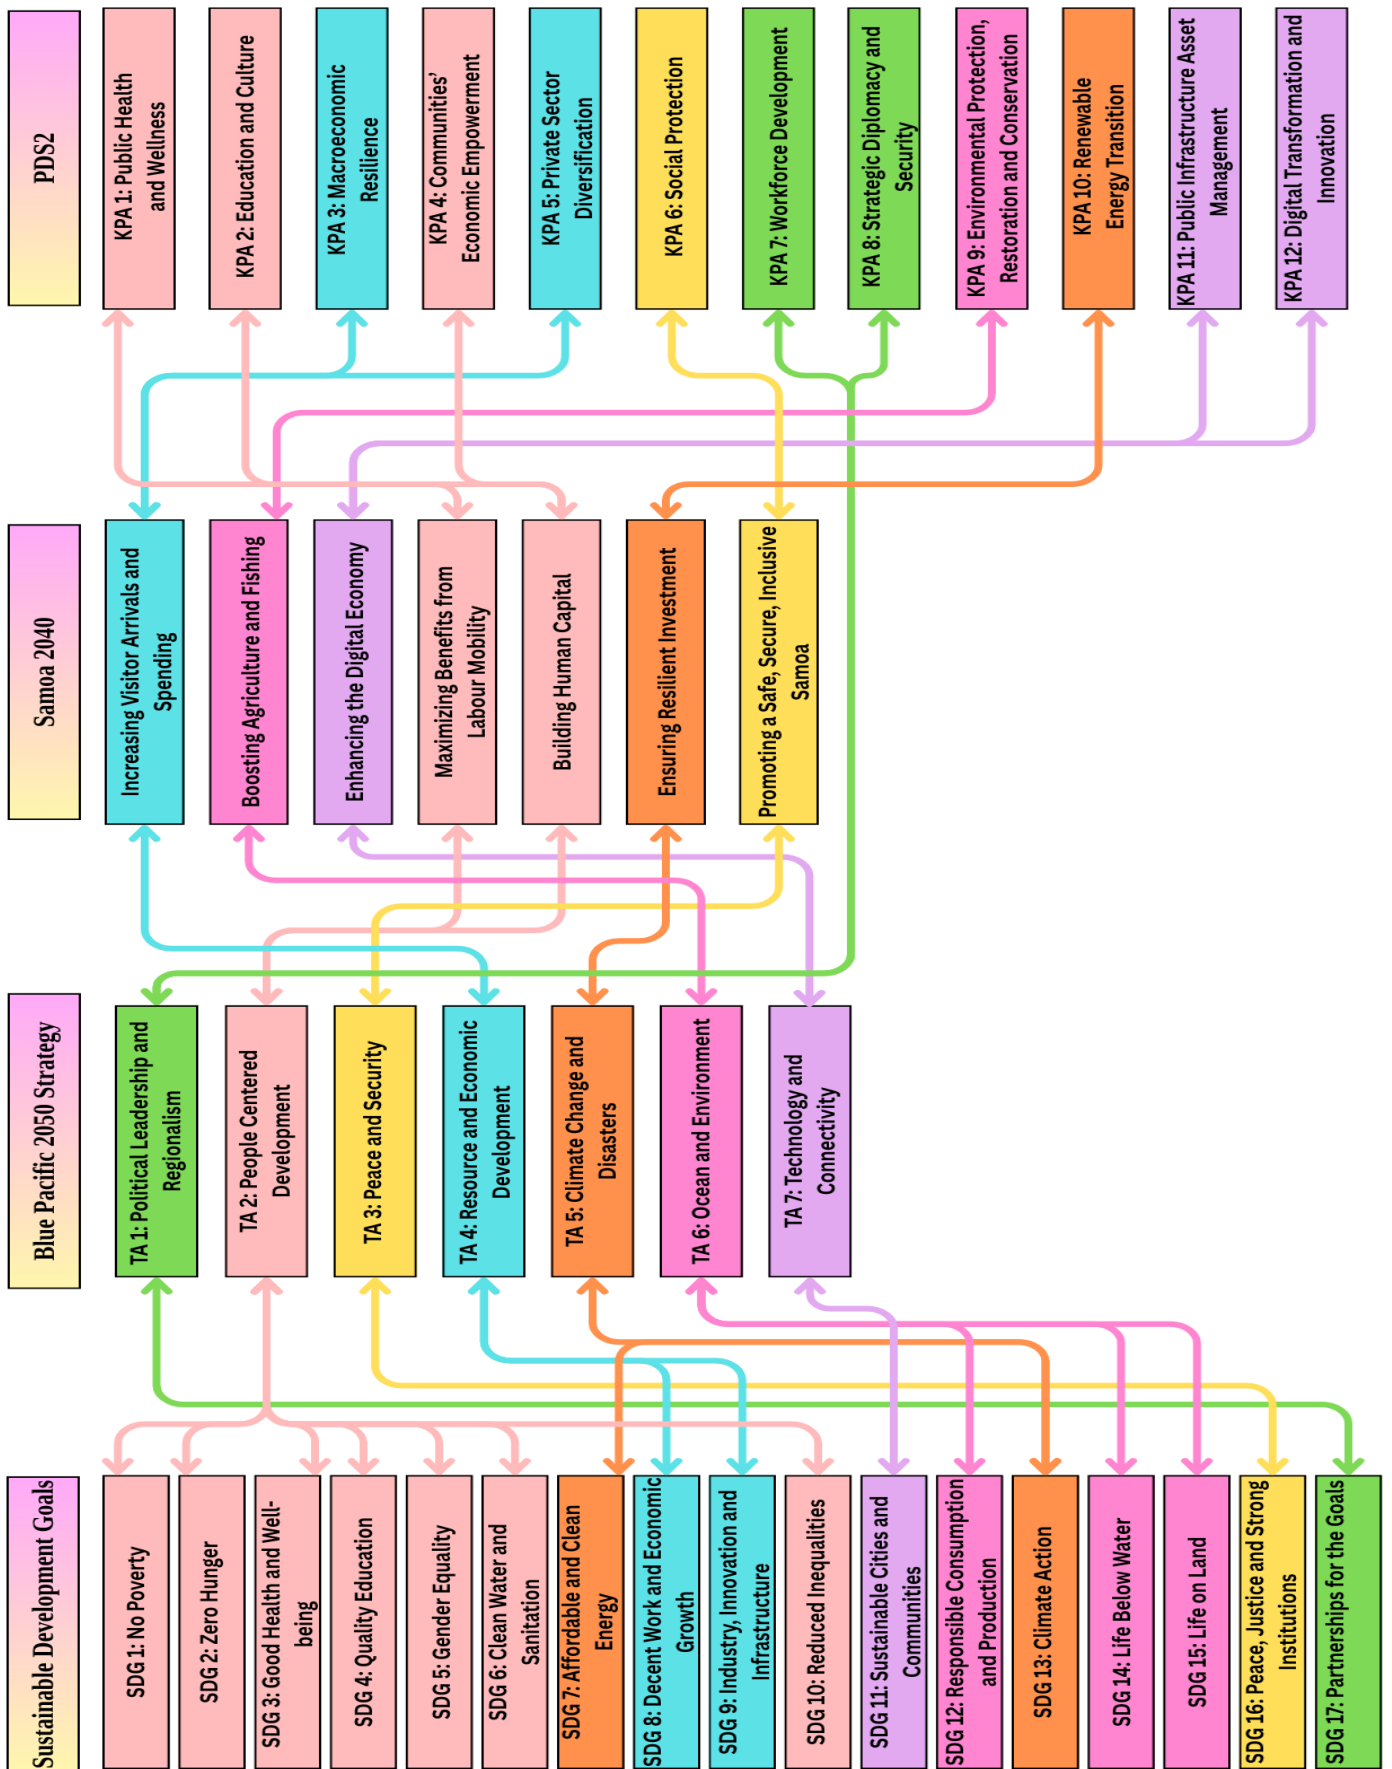 PDS2
KPA 1: Public Health
and Wellness
KPA 2: Education and Culture
KPA 3: Macroeconomic
Resilience
KPA 4: Communities’
Economic Empowerment
KPA 5: Private Sector
Diversification
KPA 6: Social Protection
KPA 7: Workforce Development
KPA 8: Strategic Diplomacy and
Security
KPA 9: Environmental Protection,
Restoration and Conservation
KPA 10: Renewable
Energy Transition
KPA 11: Public Infrastructure Asset
Management
KPA 12: Digital Transformation and
Innovation
Samoa 2040
Increasing Visitor Arrivals and
Spending
Boosting Agriculture and Fishing
Enhancing the Digital Economy
Maximizing Benefits from
Labour Mobility
Building Human Capital
Ensuring Resilient Investment
Promoting a Safe, Secure, Inclusive
Samoa
Blue Pacific 2050 Strategy
TA 1: Political Leadership and
Regionalism
TA 2: People Centered
Development
TA 3: Peace and Security
TA 4: Resource and Economic
Development
TA 5: Climate Change and
Disasters
TA 6: Ocean and Environment
TA 7: Technology and
Connectivity
Sustainable Development Goals
SDG 1: No Poverty
SDG 2: Zero Hunger
SDG 3: Good Health and Well-
being
SDG 4: Quality Education
SDG 5: Gender Equality
SDG 6: Clean Water and
Sanitation
SDG 7: Affordable and Clean
Energy
SDG 8: Decent Work and Economic
Growth
SDG 9: Industry, Innovation and
Infrastructure
SDG 10: Reduced Inequalities
SDG 11: Sustainable Cities and
Communities
SDG 12: Responsible Consumption
and Production
SDG 13: Climate Action
SDG 14: Life Below Water
SDG 15: Life on Land
SDG 16: Peace, Justice and Strong
Institutions
SDG 17: Partnerships for the Goals